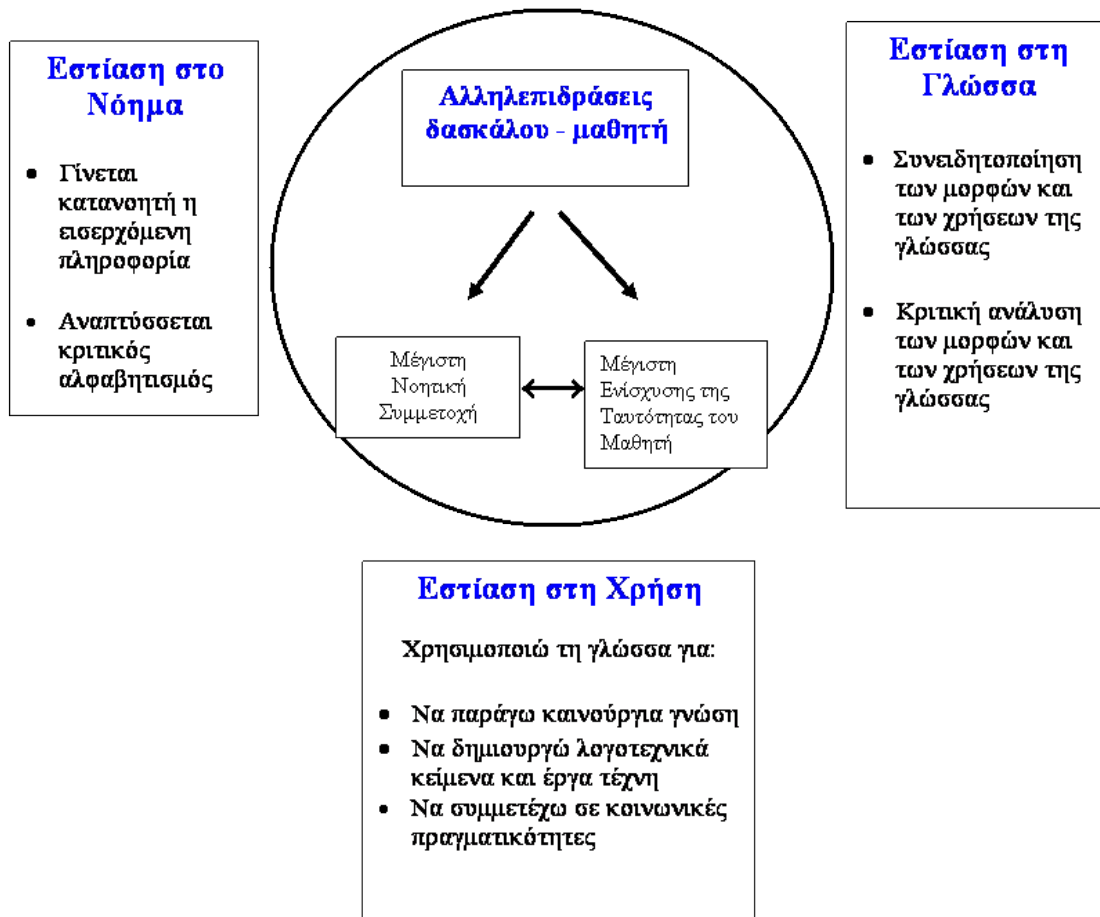 Εστίαση στο
Νόημα
• Γίνεται
κατανοητή η
εισερχόμενη
πληροφορία
• Αναπτύσσεται
κριτικός
αλφαβητισμός
Αλληλεπιδράσεις
δασκάλου - μαθητή
Μέγιστη
Νοητική
Συμμετοχή
Μέγιστη
Ενίσχυσης της
Ταυτότητας του
Μαθητή
Εστίαση στη
Γλώσσα
• Συνειδητοποίηση
των μορφών και
των χρήσεων της
γλώσσας
• Κριτική ανάλυση
των μορφών και
των χρήσεων της
γλώσσας
Εστίαση στη Χρήση
Χρησιμοποιώ τη γλώσσα για:
• Να παράγω καινούργια γνώση
• Να δημιουργώ λογοτεχνικά
κείμενα και έργα τέχνη
• Να συμμετέχω σε κοινωνικές
πραγματικότητες